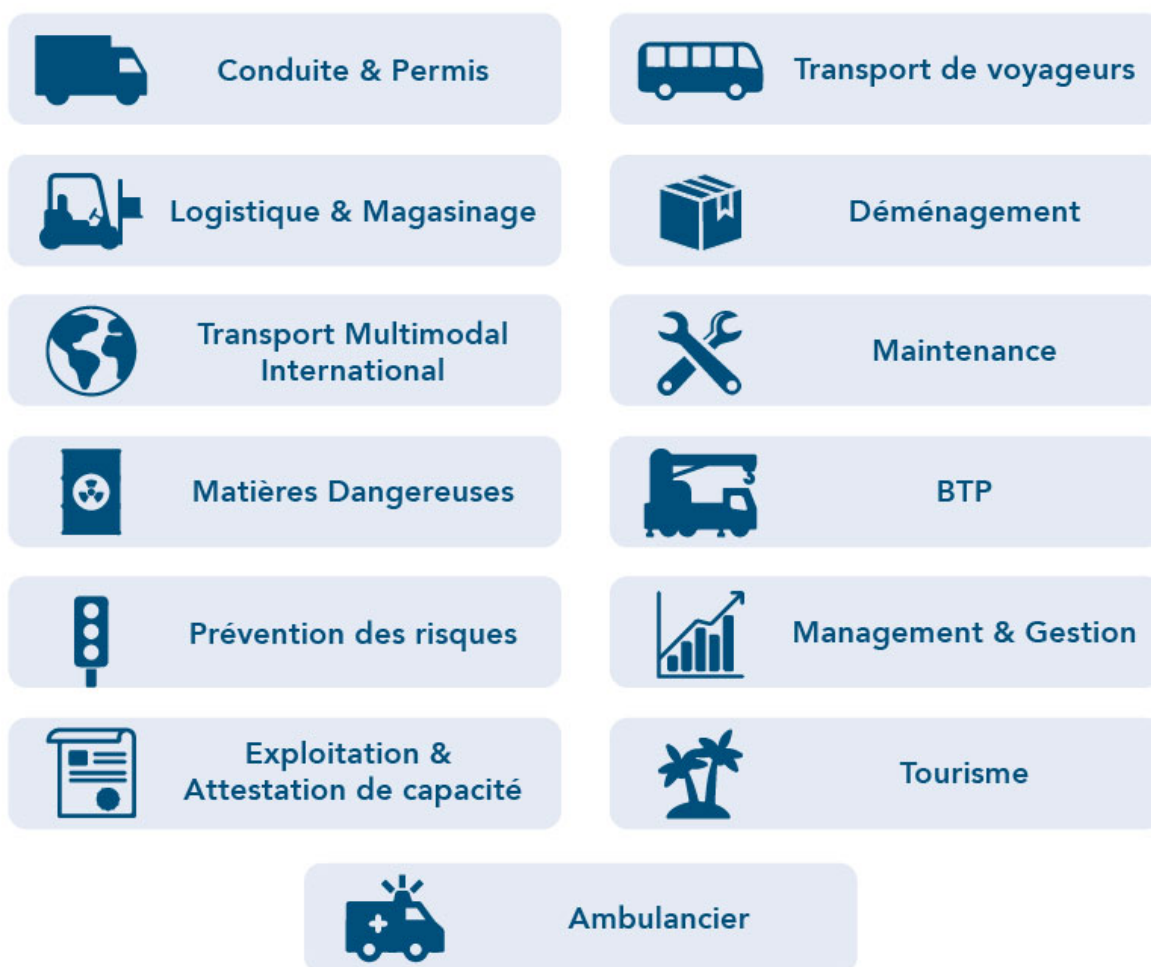 Conduite & Permis
Transport de voyageurs
Logistique & Magasinage
Déménagement
Transport Multimodal
International
Maintenance
Matières Dangereuses
BTP
Prévention des risques
Management & Gestion
Exploitation &
Attestation de capacité
Tourisme
Ambulancier